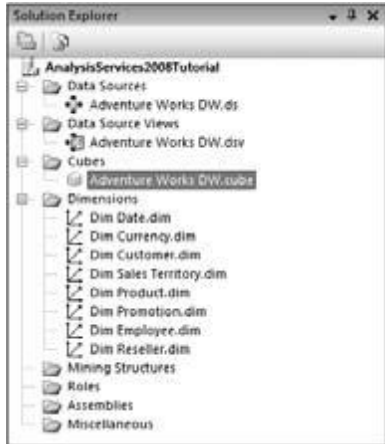 Solution Explorer
AnalysisServices2008Tutorial
Data Sources
Adventure Works DW.ds
Data Source Views
Adventure Works DW.dsv
Cubes
Adventure Works DW.cube
Dimensions
Dim Date.dim
Dim Currency.dim
Dim Customer.dim
Dim Sales Territory.dim
Dim Product.dim
Dim Promotion.dim
Dim Employee.dim
Dim Reseller.dim
Mining Structures
Roles
Assemblies
Miscellaneous